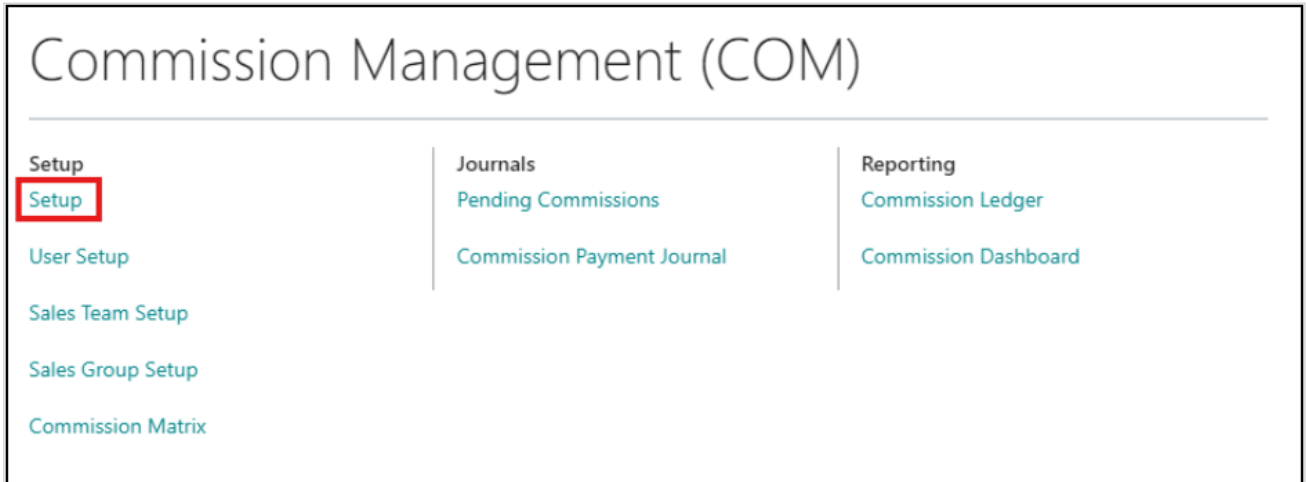 Commission Management (COM)
Setup
Setup
User Setup
Sales Team Setup
Sales Group Setup
Commission Matrix
Journals
Pending Commissions
Commission Payment Journal
Reporting
Commission Ledger
Commission Dashboard